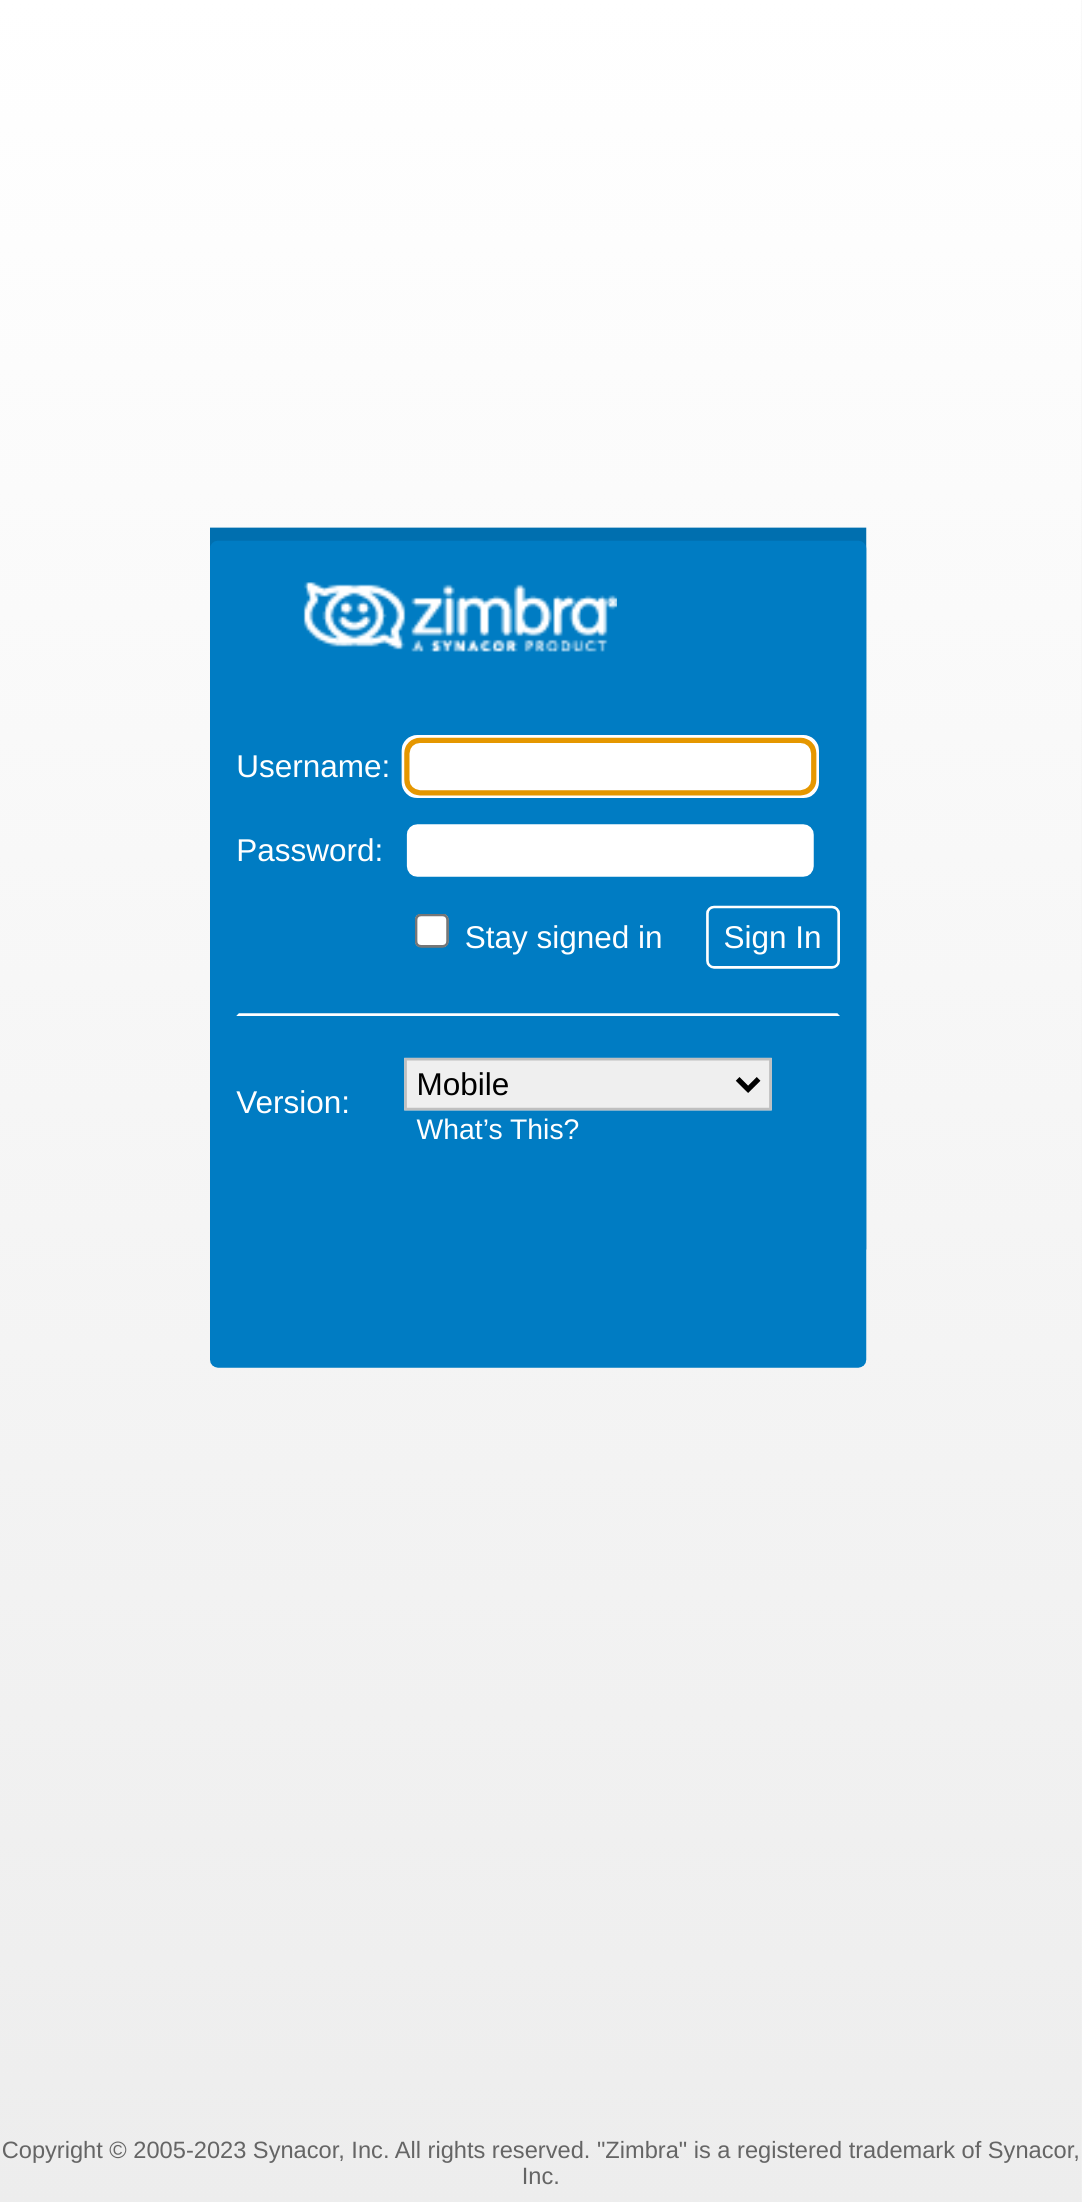 zimbra®
A SYNACOR PRODUCT
Username:
Password:
Stay signed in
Sign In
Mobile
Version:
What’s This?
Copyright © 2005-2023 Synacor, Inc. All rights reserved. "Zimbra" is a registered trademark of Synacor,
Inc.